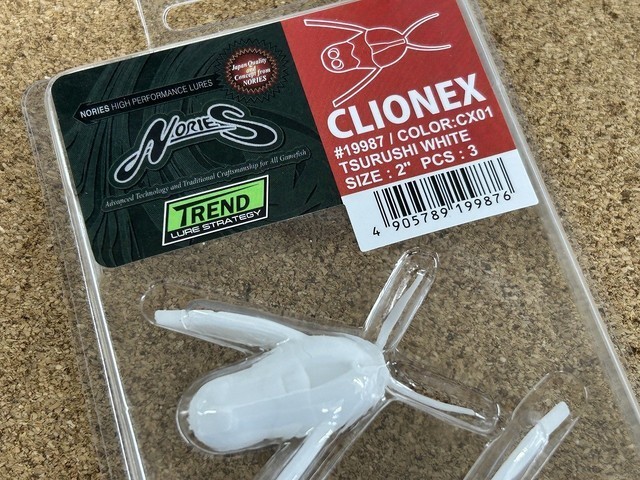 Japan Quality
and
Concept from
NORIES
NORIES HIGH PERFORMANCE LURES
NORIES
Advanced Technology and Traditional Craftsmanship for All Gamefish
TREND
LURE STRATEGY
CLIONEX
#19987 / COLOR:CX01
TSURUSHI WHITE
SIZE : 2" PCS : 3
4 905789 199876